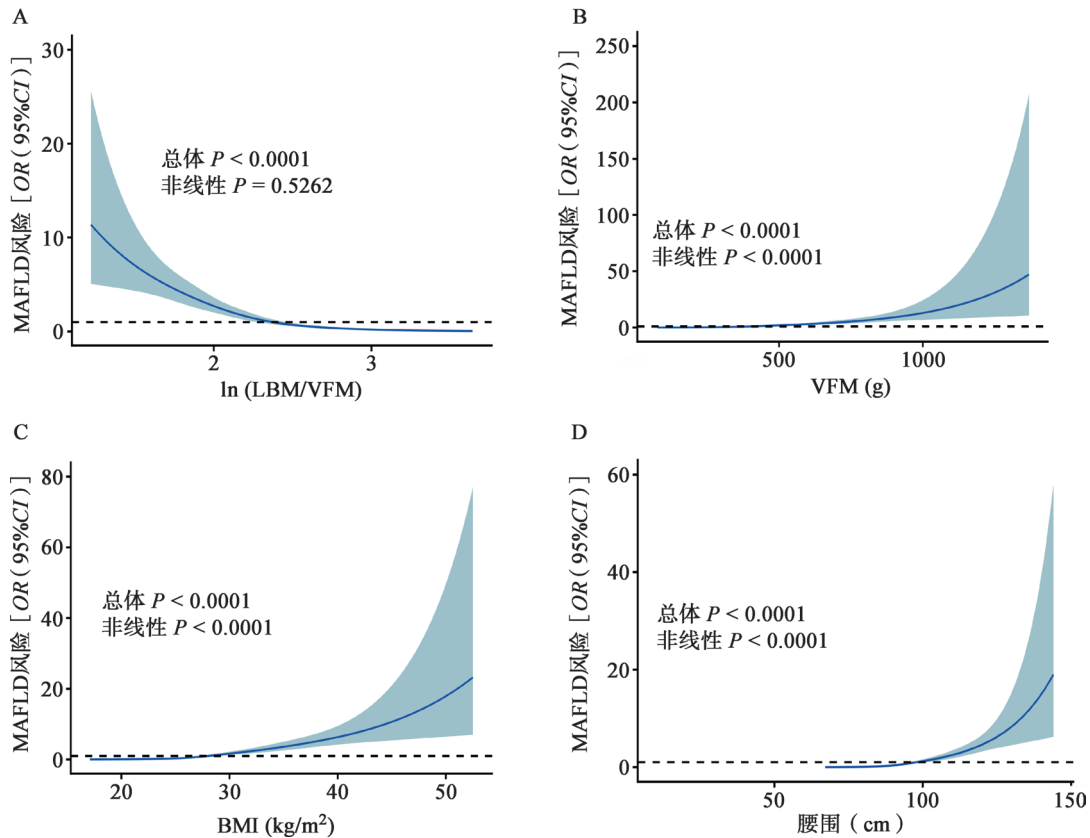 A
MAFLD风险［OR（95%CI）］
30
20
10
0
总体 P < 0.0001
非线性 P = 0.5262
2
3
ln (LBM/VFM)
B
MAFLD风险［OR（95%CI）］
250
200
150
100
50
0
总体 P < 0.0001
非线性 P < 0.0001
500
1000
VFM (g)
C
MAFLD风险［OR（95%CI）］
80
60
40
20
0
总体 P < 0.0001
非线性 P < 0.0001
20
30
40
50
BMI (kg/m²)
D
MAFLD风险［OR（95%CI）］
60
40
20
0
总体 P < 0.0001
非线性 P < 0.0001
50
100
150
腰围（cm）